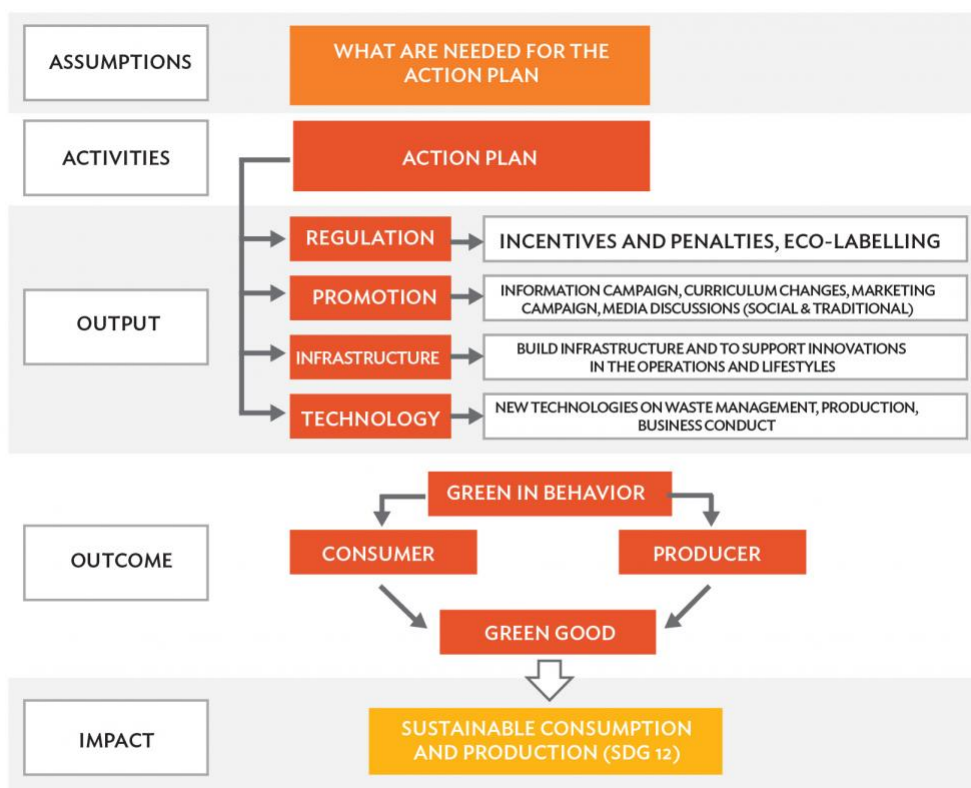 ASSUMPTIONS
WHAT ARE NEEDED FOR THE
ACTION PLAN
ACTIVITIES
ACTION PLAN
OUTPUT
REGULATION
INCENTIVES AND PENALTIES, ECO-LABELLING
PROMOTION
INFORMATION CAMPAIGN, CURRICULUM CHANGES, MARKETING
CAMPAIGN, MEDIA DISCUSSIONS (SOCIAL & TRADITIONAL)
INFRASTRUCTURE
BUILD INFRASTRUCTURE AND TO SUPPORT INNOVATIONS
IN THE OPERATIONS AND LIFESTYLES
TECHNOLOGY
NEW TECHNOLOGIES ON WASTE MANAGEMENT, PRODUCTION,
BUSINESS CONDUCT
OUTCOME
GREEN IN BEHAVIOR
CONSUMER
PRODUCER
GREEN GOOD
IMPACT
SUSTAINABLE CONSUMPTION
AND PRODUCTION (SDG 12)